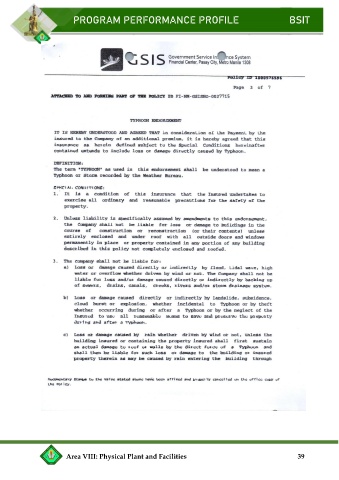 PROGRAM PERFORMANCE PROFILE BSIT
GSIS Government Service Insurance System
Financial Center, Pasay City, Metro Manila 1308
Page 3 of 7
ATTACHED TO AND FORMING PART OF THE POLICY
TYPHOON ENDORSEMENT
IT IS HEREBY UNDERSTOOD AND AGREED THAT in consideration of the Payment by the
insured to the Company of an additional premium, it is hereby agreed that this
insurance as herein defined subject to the Special Conditions hereinafter
contained extends to include loss or damage directly caused by Typhoon.
DEFINITION:
The term "TYPHOON" as used in this endorsement shall be understood to mean a
Typhoon or storm recorded by the Weather Bureau.
SPECIAL CONDITIONS:
1. It is a condition of this insurance that the Insured undertakes to
exercise all ordinary and reasonable precautions for the safety of the
property.
2. Unless liability is specifically assumed by amendments to this endorsement,
the Company shall not be liable for loss or damage to buildings in the
course of construction or reconstruction (or their contents) unless
entirely enclosed and under roof with all outside doors and windows
permanently in place or property contained in any portion of any building
described in this policy not completely enclosed and roofed.
3. The company shall not be liable for:
a) Loss or damage caused directly or indirectly by flood, tidal wave, high
water or overflow whether driven by wind or not. The Company shall not be
liable for loss and/or damage caused directly or indirectly by backing up
of sewers, drains, canals, creeks, rivers and/or storm drainage system.
b) Loss or damage caused directly or indirectly by landslide, subsidence,
cloud burst or explosion, whether incidental to Typhoon or by theft
whether occurring during or after a Typhoon or by the neglect of the
Insured to use all reasonable means to save and preserve the property
during and after a Typhoon.
c) Loss or damage caused by rain whether driven by wind or not, unless the
building insured or containing the property insured shall first sustain
an actual damage to roof or walls by the direct force of a Typhoon and
shall then be liable for such loss or damage to the building or insured
property therein as may be caused by rain entering the building through
Documentary Stamps to the value stated above have been affixed and properly cancelled on the office copy of
the Policy.
Area VIII: Physical Plant and Facilities 39